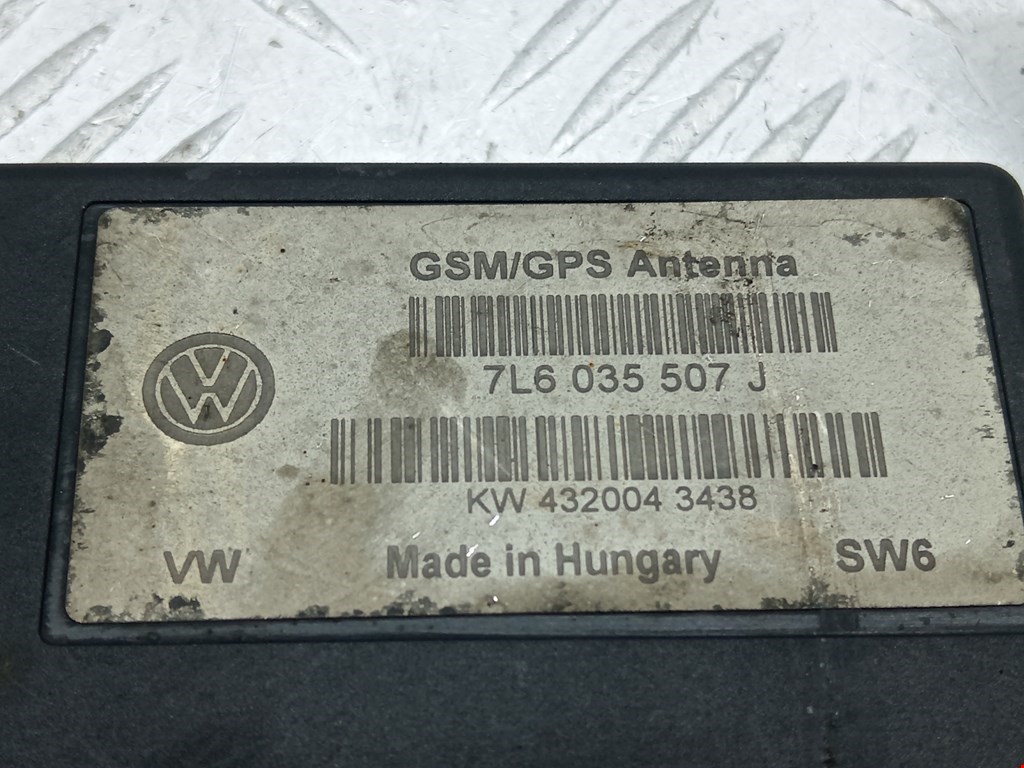 GSM/GPS Antenna
7L6 035 507 J
KW 432004 3438
VW Made in Hungary SW6